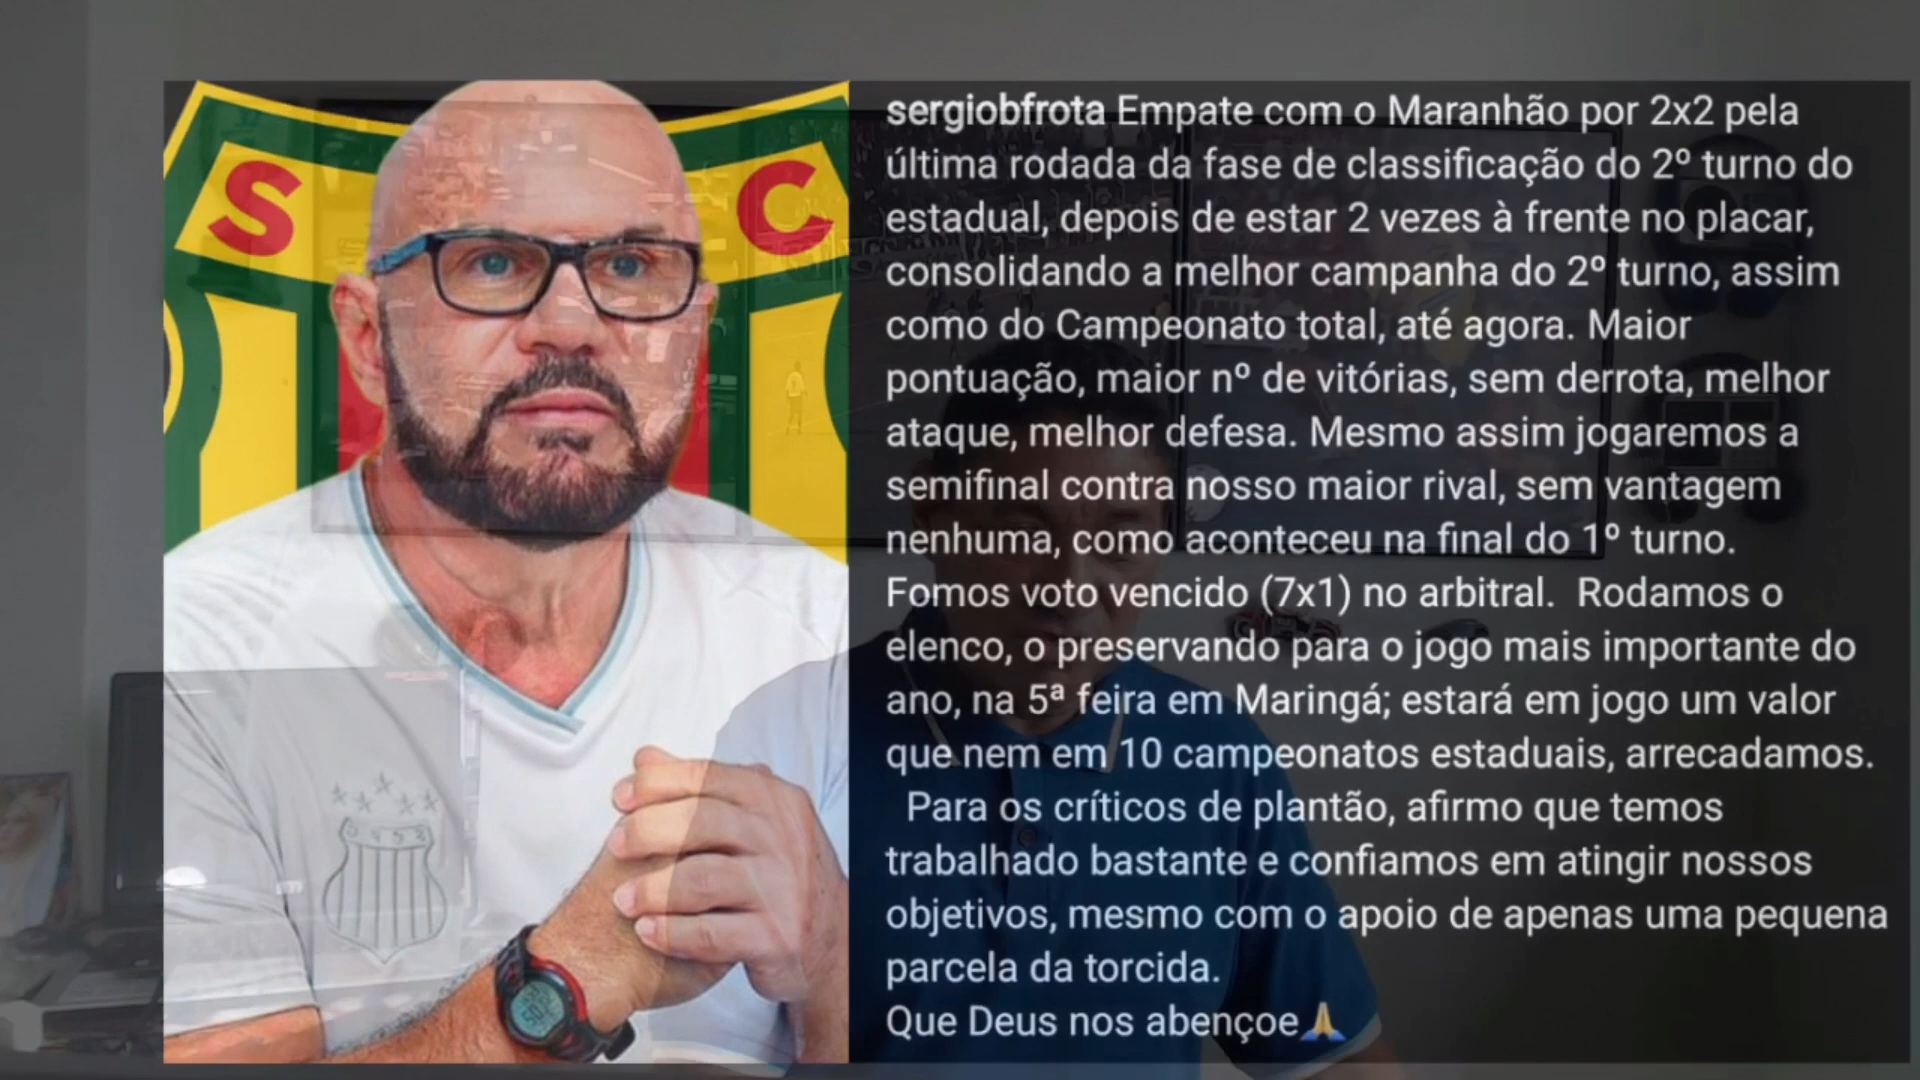 S C
sergiobfrota Empate com o Maranhão por 2x2 pela
última rodada da fase de classificação do 2º turno do
estadual, depois de estar 2 vezes à frente no placar,
consolidando a melhor campanha do 2º turno, assim
como do Campeonato total, até agora. Maior
pontuação, maior nº de vitórias, sem derrota, melhor
ataque, melhor defesa. Mesmo assim jogaremos a
semifinal contra nosso maior rival, sem vantagem
nenhuma, como aconteceu na final do 1º turno.
Fomos voto vencido (7x1) no arbitral.  Rodamos o
elenco, o preservando para o jogo mais importante do
ano, na 5ª feira em Maringá; estará em jogo um valor
que nem em 10 campeonatos estaduais, arrecadamos.
Para os críticos de plantão, afirmo que temos
trabalhado bastante e confiamos em atingir nossos
objetivos, mesmo com o apoio de apenas uma pequena
parcela da torcida.
Que Deus nos abençoe🙏